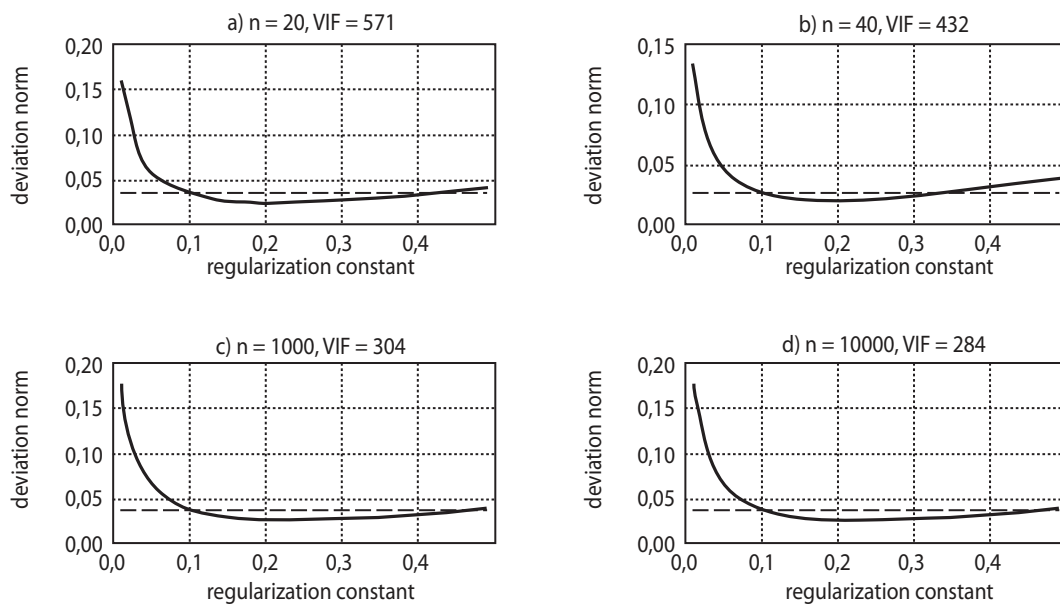 a) n = 20, VIF = 571
deviation norm
0,20
0,15
0,10
0,05
0,00
0,0 0,1 0,2 0,3 0,4
regularization constant
b) n = 40, VIF = 432
deviation norm
0,15
0,10
0,05
0,00
0,0 0,1 0,2 0,3 0,4
regularization constant
c) n = 1000, VIF = 304
deviation norm
0,20
0,15
0,10
0,05
0,00
0,0 0,1 0,2 0,3 0,4
regularization constant
d) n = 10000, VIF = 284
deviation norm
0,20
0,15
0,10
0,05
0,00
0,0 0,1 0,2 0,3 0,4
regularization constant